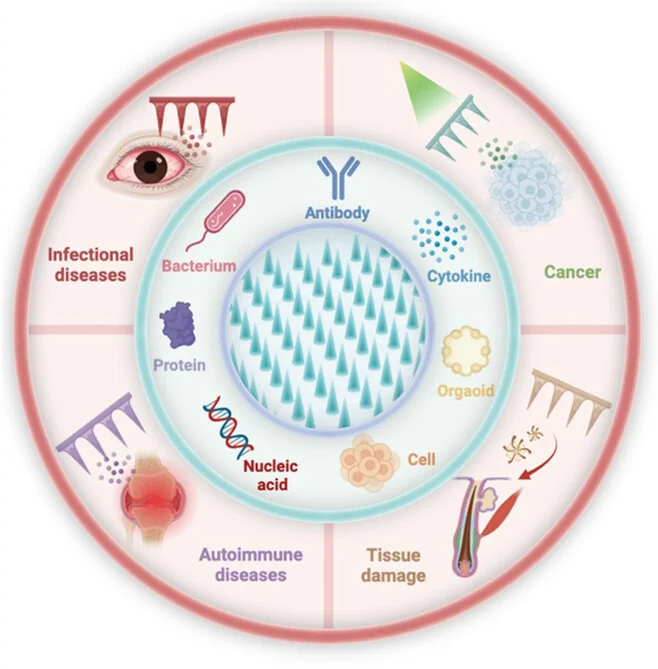 Antibody
Bacterium
Cytokine
Infectional
diseases
Cancer
Protein
Orgaoid
Nucleic
acid
Cell
Autoimmune
diseases
Tissue
damage